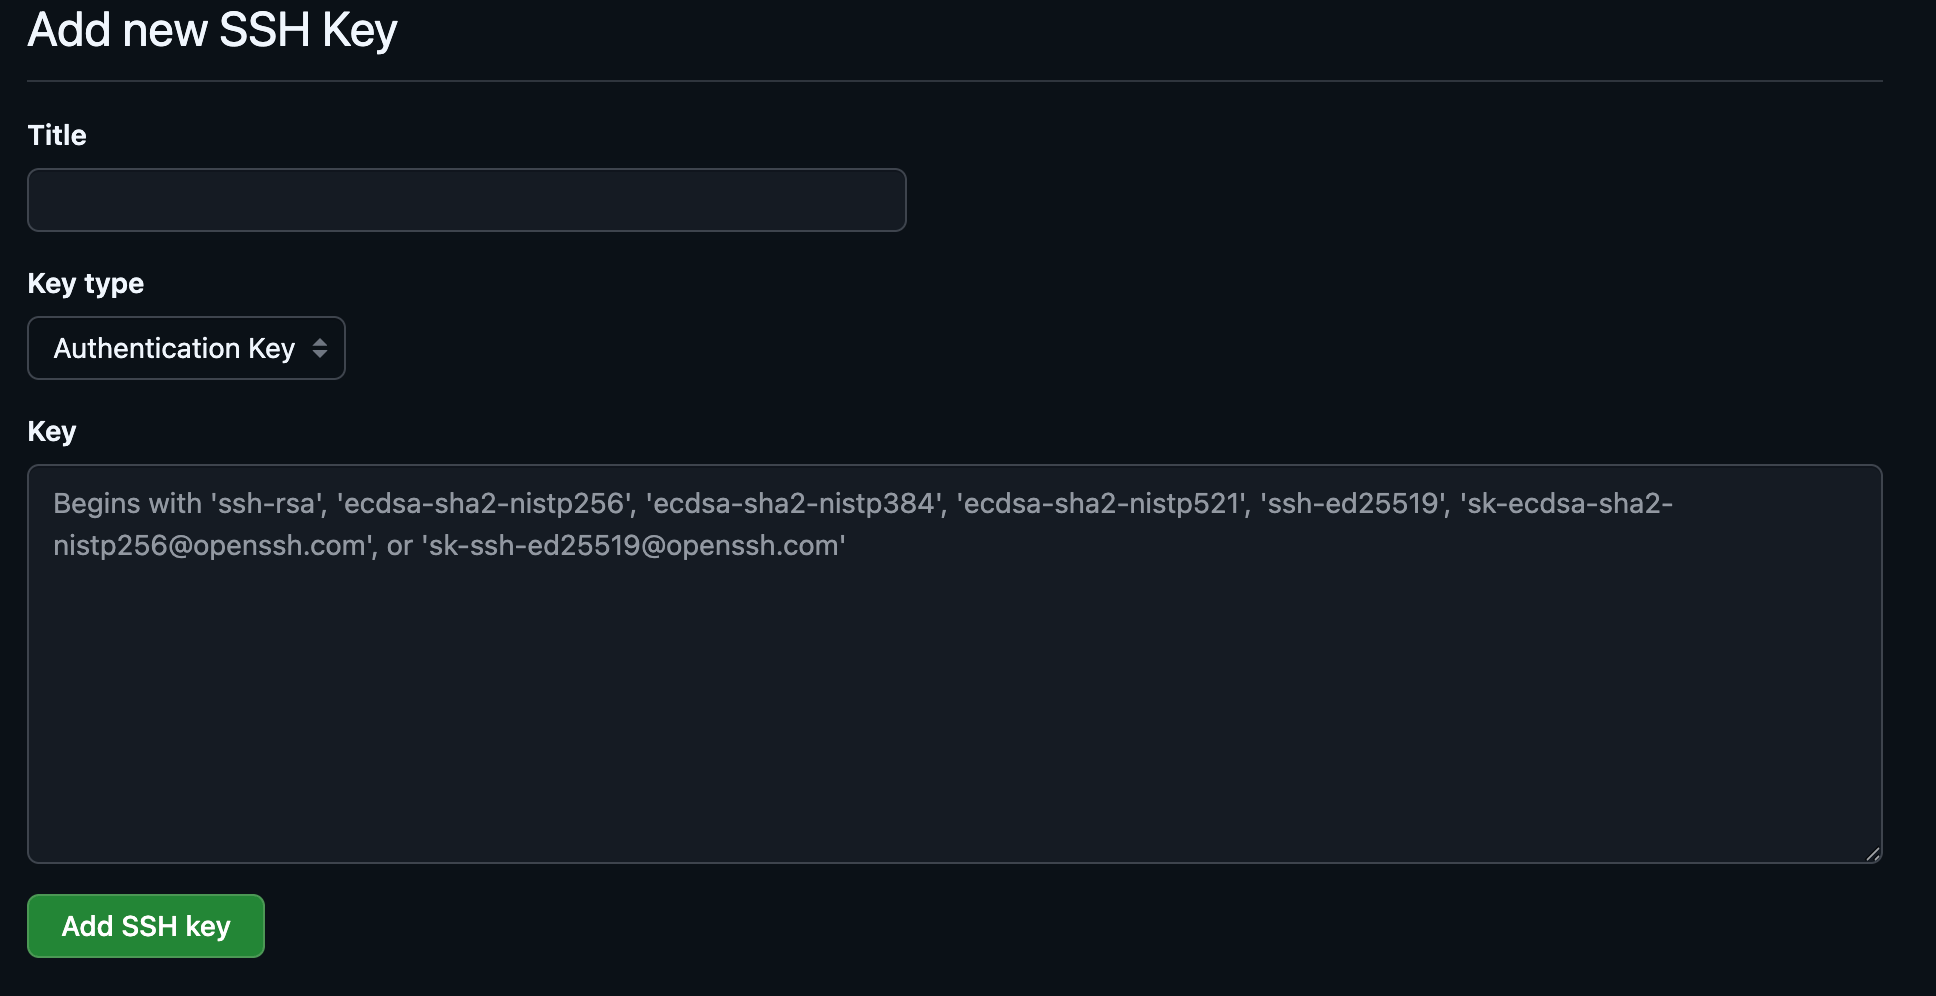 Add new SSH Key
Title
Key type
Authentication Key
Key
Begins with 'ssh-rsa', 'ecdsa-sha2-nistp256', 'ecdsa-sha2-nistp384', 'ecdsa-sha2-nistp521', 'ssh-ed25519', 'sk-ecdsa-sha2-
nistp256@openssh.com', or 'sk-ssh-ed25519@openssh.com'
Add SSH key